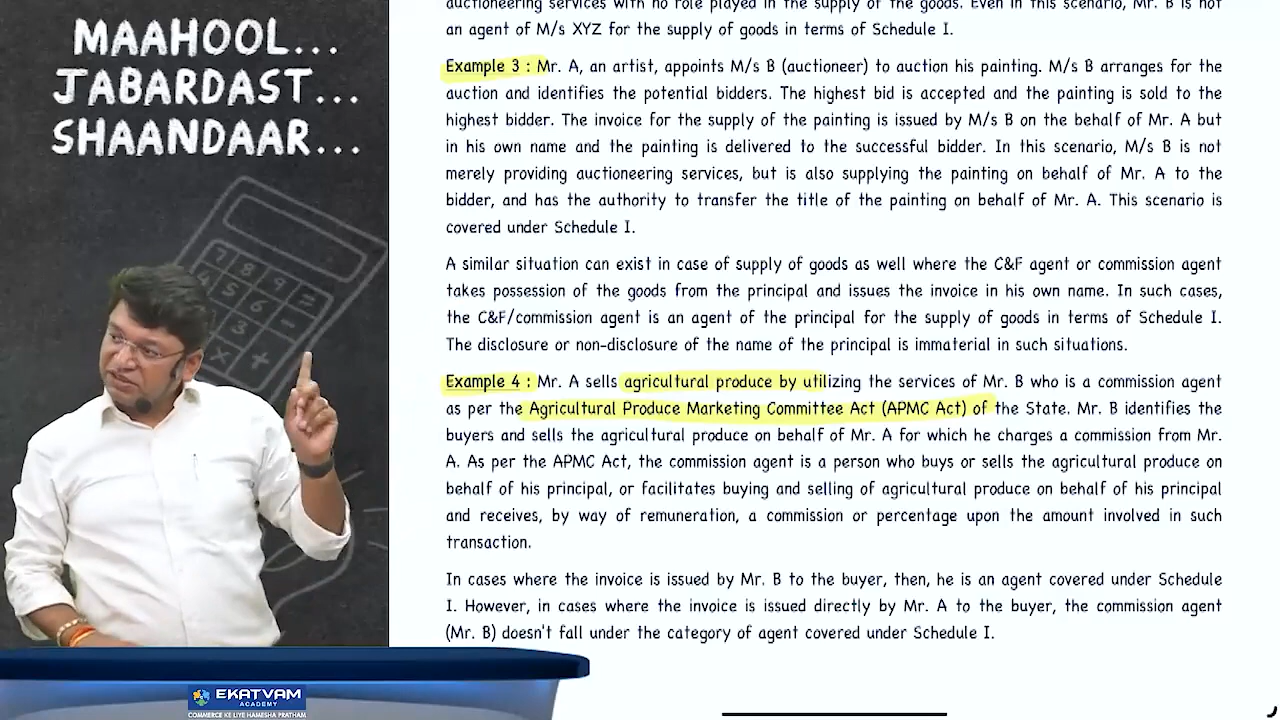 MAAHOOL...
JABARDAST...
SHAANDAAR...
auctioneering services with no role played in the supply of the goods. Even in this scenario, Mr. B is not
an agent of M/s XYZ for the supply of goods in terms of Schedule I.
Example 3 : Mr. A, an artist, appoints M/s B (auctioneer) to auction his painting. M/s B arranges for the
auction and identifies the potential bidders. The highest bid is accepted and the painting is sold to the
highest bidder. The invoice for the supply of the painting is issued by M/s B on the behalf of Mr. A but
in his own name and the painting is delivered to the successful bidder. In this scenario, M/s B is not
merely providing auctioneering services, but is also supplying the painting on behalf of Mr. A to the
bidder, and has the authority to transfer the title of the painting on behalf of Mr. A. This scenario is
covered under Schedule I.
A similar situation can exist in case of supply of goods as well where the C&F agent or commission agent
takes possession of the goods from the principal and issues the invoice in his own name. In such cases,
the C&F/commission agent is an agent of the principal for the supply of goods in terms of Schedule I.
The disclosure or non-disclosure of the name of the principal is immaterial in such situations.
Example 4 : Mr. A sells agricultural produce by utilizing the services of Mr. B who is a commission agent
as per the Agricultural Produce Marketing Committee Act (APMC Act) of the State. Mr. B identifies the
buyers and sells the agricultural produce on behalf of Mr. A for which he charges a commission from Mr.
A. As per the APMC Act, the commission agent is a person who buys or sells the agricultural produce on
behalf of his principal, or facilitates buying and selling of agricultural produce on behalf of his principal
and receives, by way of remuneration, a commission or percentage upon the amount involved in such
transaction.
In cases where the invoice is issued by Mr. B to the buyer, then, he is an agent covered under Schedule
I. However, in cases where the invoice is issued directly by Mr. A to the buyer, the commission agent
(Mr. B) doesn't fall under the category of agent covered under Schedule I.
EKATVAM
ACADEMY
COMMERCE KE LIYE HAMESHA PRATHAM